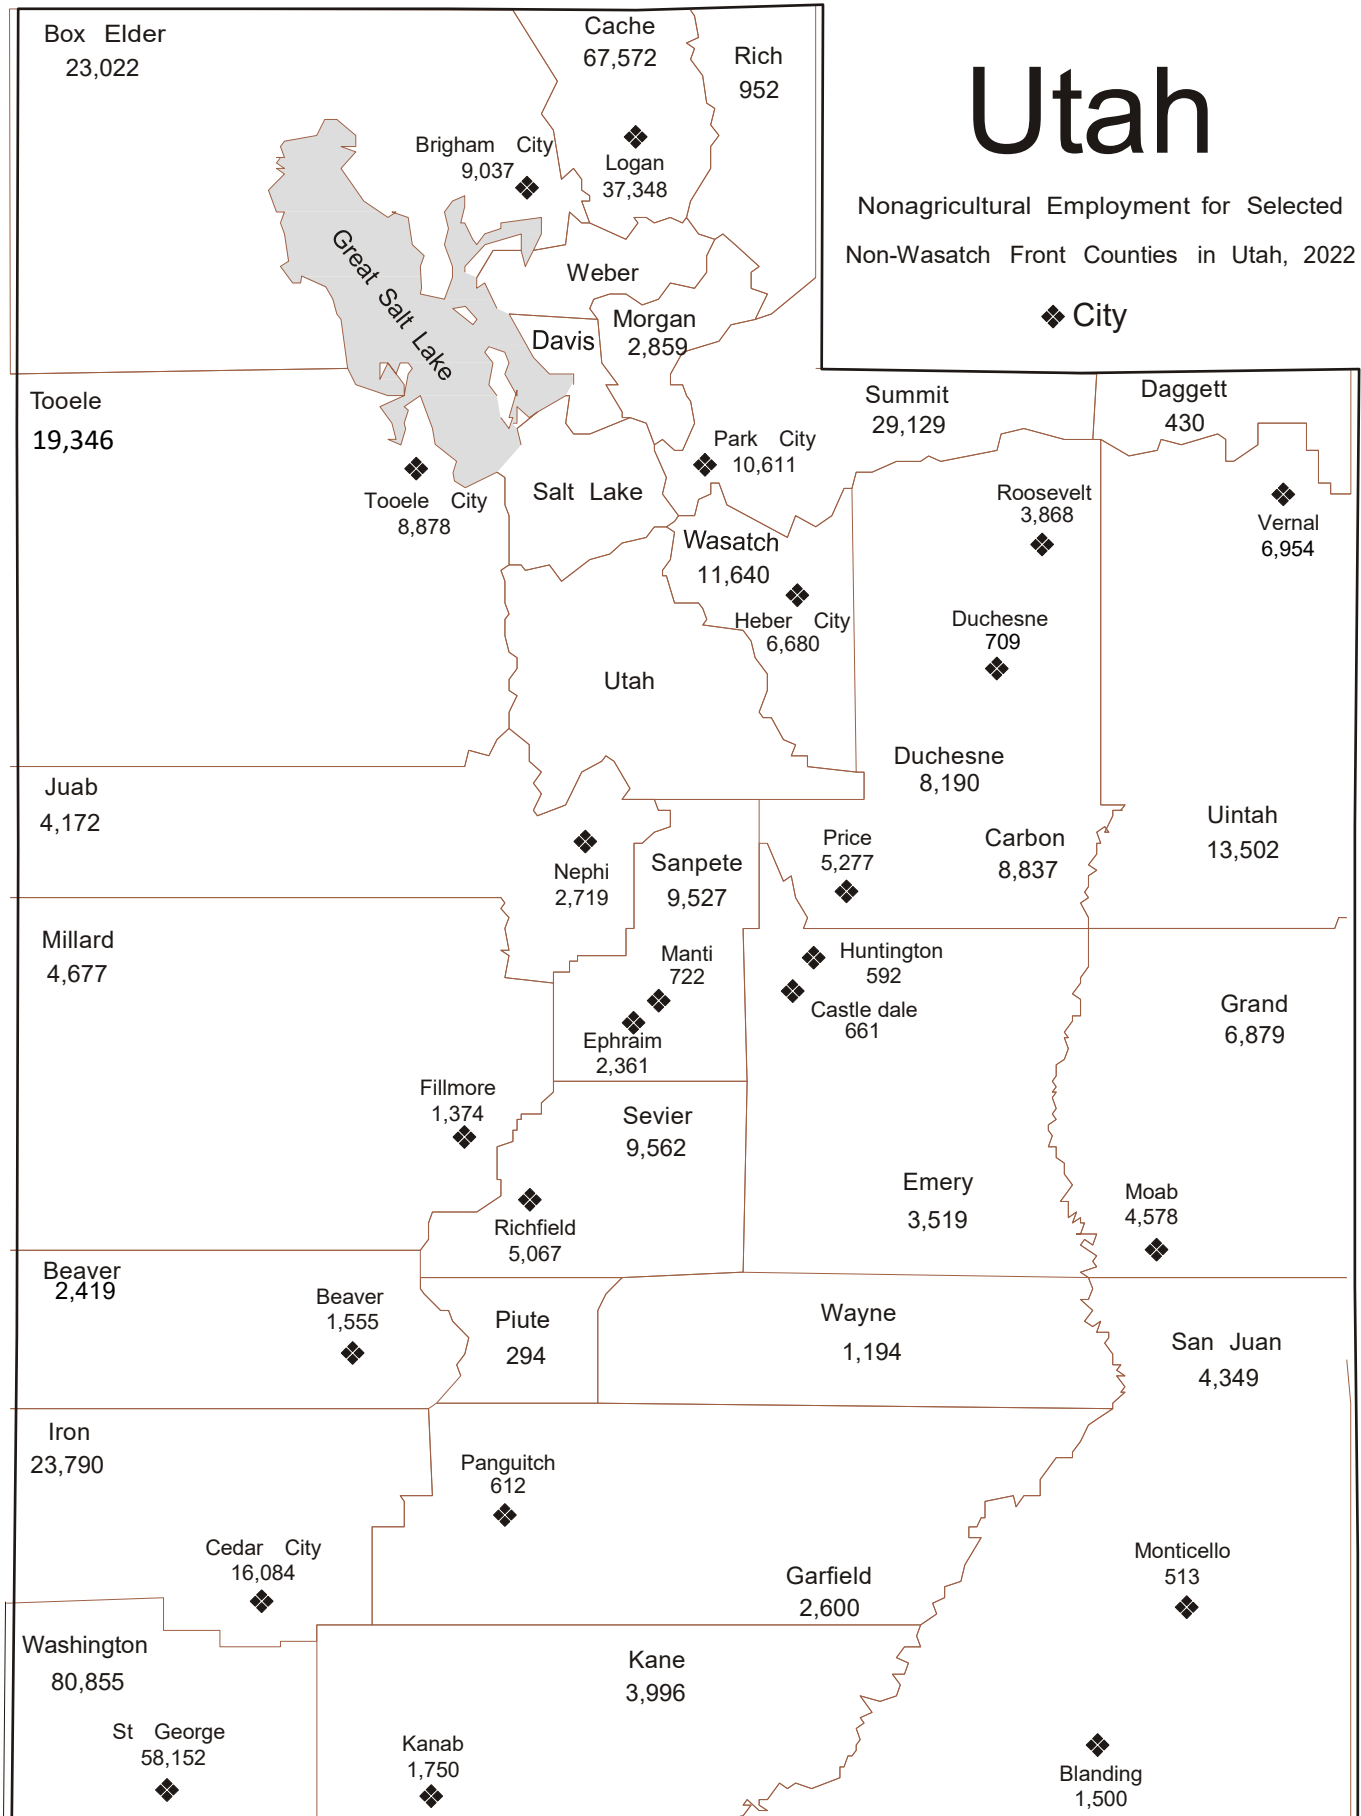 Utah
Nonagricultural Employment for Selected
Non-Wasatch Front Counties in Utah, 2022
City
Box Elder
23,022
Cache
67,572
Rich
952
Brigham City
9,037
Logan
37,348
Great Salt Lake
Weber
Davis
Morgan
2,859
Tooele
19,346
Tooele City
8,878
Salt Lake
Summit
29,129
Park City
10,611
Daggett
430
Roosevelt
3,868
Vernal
6,954
Wasatch
11,640
Heber City
6,680
Duchesne
709
Utah
Duchesne
8,190
Uintah
13,502
Juab
4,172
Nephi
2,719
Sanpete
9,527
Price
5,277
Carbon
8,837
Millard
4,677
Manti
722
Ephraim
2,361
Huntington
592
Castle dale
661
Grand
6,879
Fillmore
1,374
Sevier
9,562
Richfield
5,067
Emery
3,519
Moab
4,578
Beaver
2,419
Beaver
1,555
Piute
294
Wayne
1,194
San Juan
4,349
Iron
23,790
Panguitch
612
Cedar City
16,084
Garfield
2,600
Monticello
513
Washington
80,855
St George
58,152
Kane
3,996
Kanab
1,750
Blanding
1,500